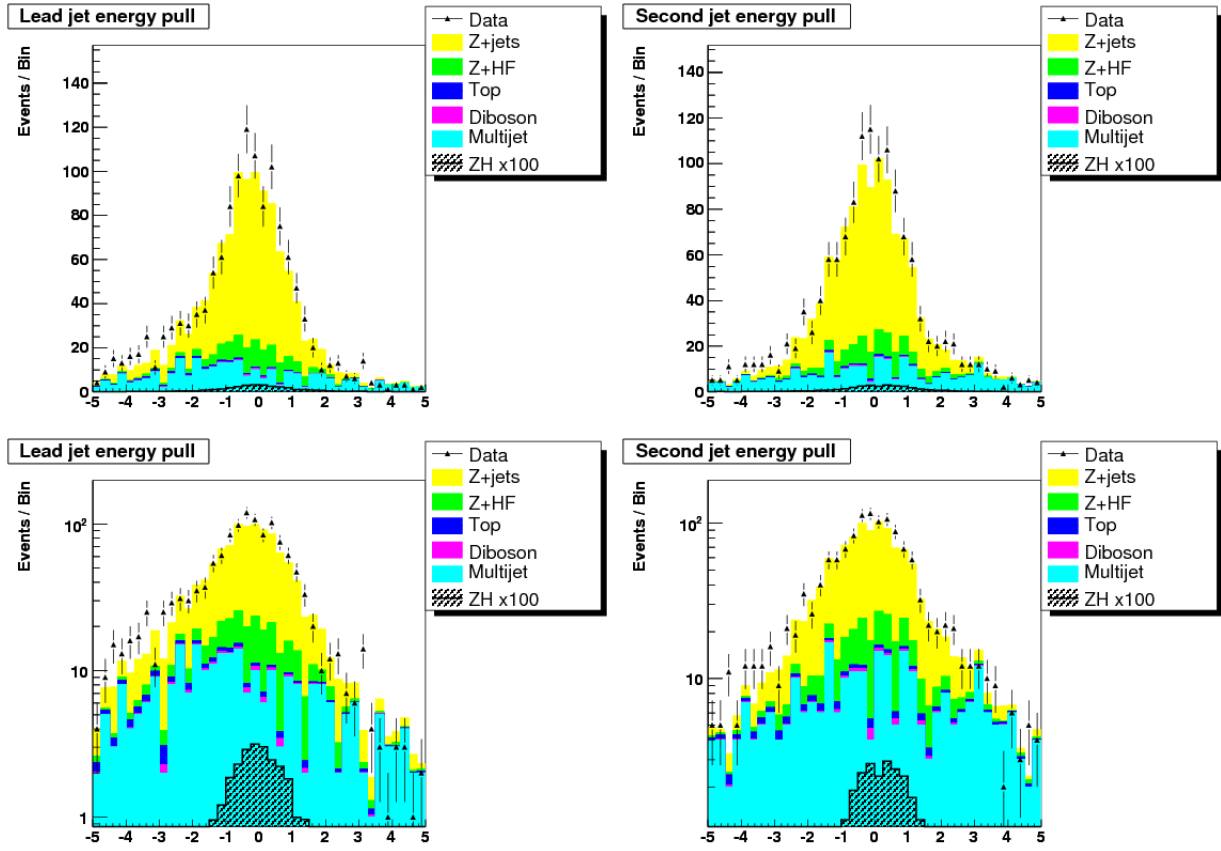 Lead jet energy pull
Events / Bin
140
120
100
80
60
40
20
0
-5 -4 -3 -2 -1 0 1 2 3 4 5
Data
Z+jets
Z+HF
Top
Diboson
Multijet
ZH x100
Second jet energy pull
Events / Bin
140
120
100
80
60
40
20
0
-5 -4 -3 -2 -1 0 1 2 3 4 5
Data
Z+jets
Z+HF
Top
Diboson
Multijet
ZH x100
Lead jet energy pull
Events / Bin
10²
10
1
-5 -4 -3 -2 -1 0 1 2 3 4 5
Data
Z+jets
Z+HF
Top
Diboson
Multijet
ZH x100
Second jet energy pull
Events / Bin
10²
10
-5 -4 -3 -2 -1 0 1 2 3 4 5
Data
Z+jets
Z+HF
Top
Diboson
Multijet
ZH x100